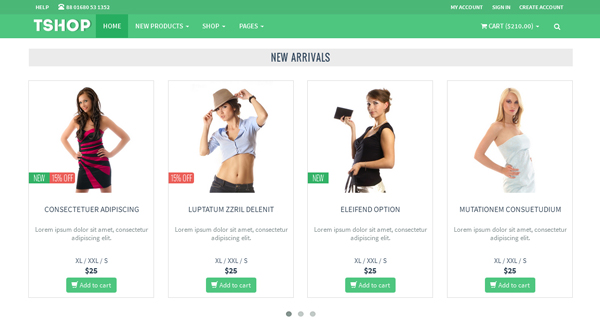 HELP 88 01680 53 1352 MY ACCOUNT SIGN IN CREATE ACCOUNT
TSHOP HOME NEW PRODUCTS SHOP PAGES CART ($210.00)
NEW ARRIVALS
NEW 15% OFF
15% OFF
NEW
CONSECTETUER ADIPISCING
Lorem ipsum dolor sit amet, consectetur
adipiscing elit.
XL / XXL / S
$25
Add to cart
LUPTATUM ZZRIL DELENIT
Lorem ipsum dolor sit amet, consectetur
adipiscing elit.
XL / XXL / S
$25
Add to cart
ELEIFEND OPTION
Lorem ipsum dolor sit amet, consectetur
adipiscing elit.
XL / XXL / S
$25
Add to cart
MUTATIONEM CONSUETUDIUM
Lorem ipsum dolor sit amet, consectetur
adipiscing elit.
XL / XXL / S
$25
Add to cart